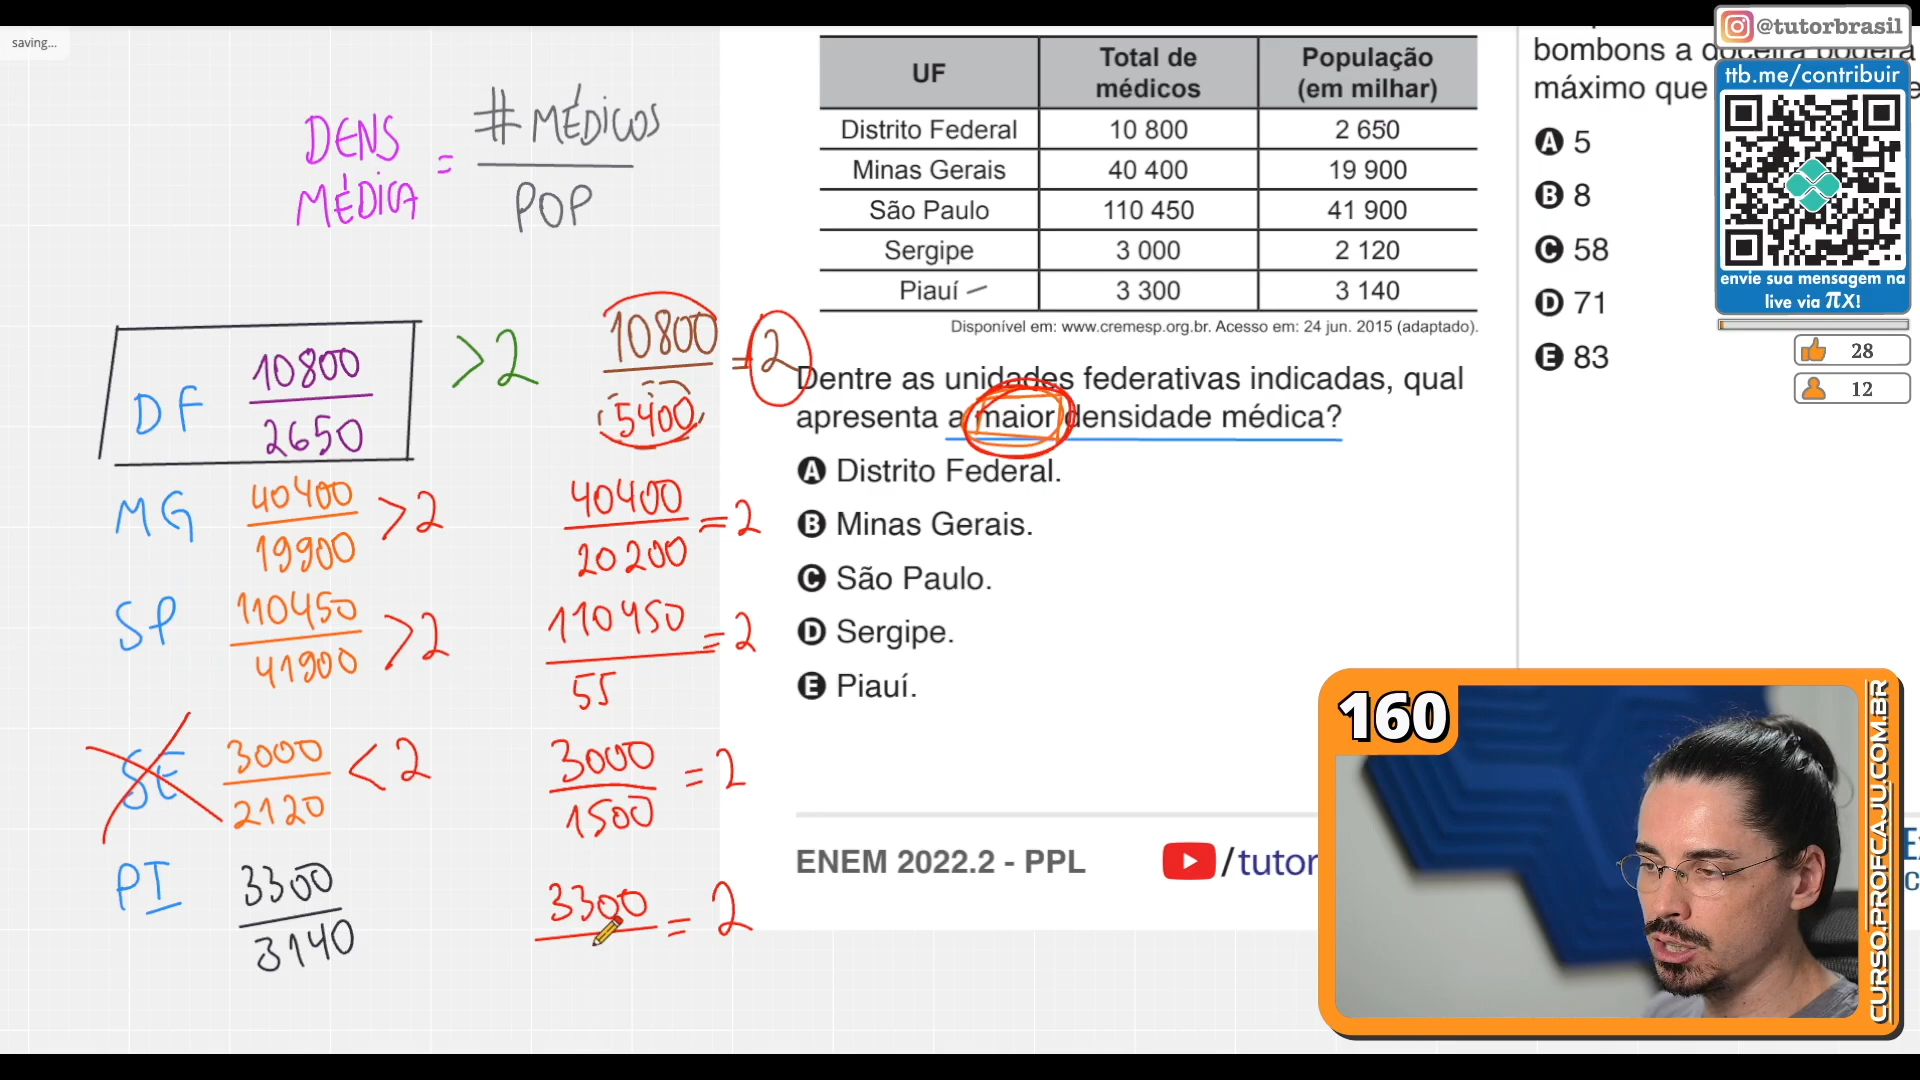 saving...
DENS
MÉDICA
=
# MÉDICOS
POP
DF
10800
2650
>2
10800
5400
=2
MG
40400
19900
>2
40400
20200
=2
SP
110450
41900
>2
110450
55
=2
SE
3000
2120
<2
3000
1500
=2
PI
3300
3140
3300
=2
UF Total de médicos População (em milhar)
Distrito Federal 10 800 2 650
Minas Gerais 40 400 19 900
São Paulo 110 450 41 900
Sergipe 3 000 2 120
Piauí 3 300 3 140
Disponível em: www.cremesp.org.br. Acesso em: 24 jun. 2015 (adaptado).
Dentre as unidades federativas indicadas, qual
apresenta a maior densidade médica?
A Distrito Federal.
B Minas Gerais.
C São Paulo.
D Sergipe.
E Piauí.
ENEM 2022.2 - PPL
/tutor
bombons a doceira poderá
máximo que
A 5
B 8
C 58
D 71
E 83
@tutorbrasil
ttb.me/contribuir
envie sua mensagem na
live via πX!
28
12
160
CURSO.PROFCAJU.COM.BR